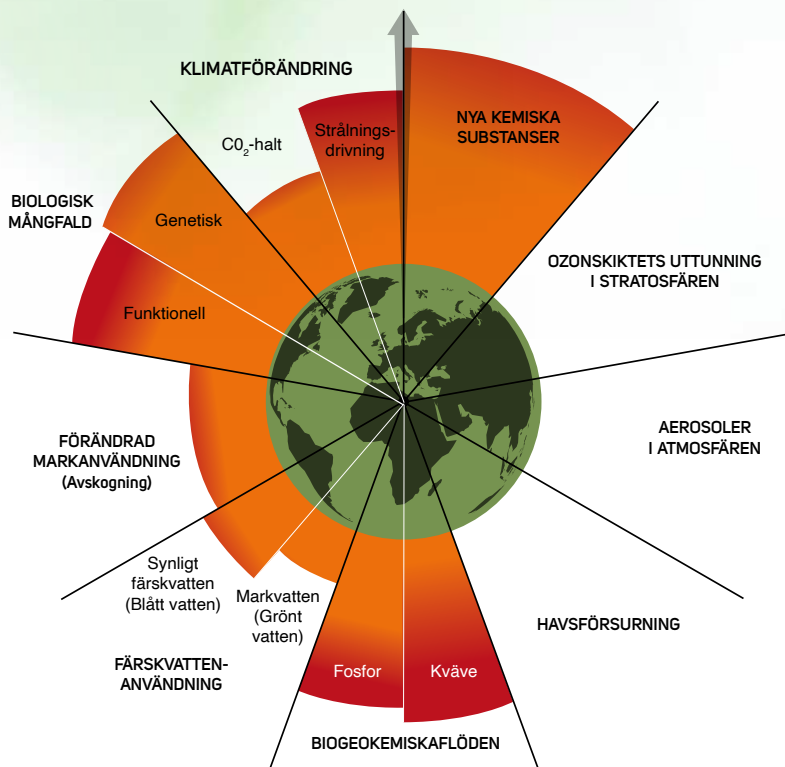 KLIMATFÖRÄNDRING
C0₂-halt
Strålnings-
drivning
NYA KEMISKA
SUBSTANSER
BIOLOGISK
MÅNGFALD
Genetisk
Funktionell
OZONSKIKTETS UTTUNNING
I STRATOSFÄREN
AEROSOLER
I ATMOSFÄREN
FÖRÄNDRAD
MARKANVÄNDNING
(Avskogning)
Synligt
färskvatten
(Blått vatten)
Markvatten
(Grönt
vatten)
HAVSFÖRSURNING
FÄRSKVATTEN-
ANVÄNDNING
Fosfor
Kväve
BIOGEOKEMISKAFLÖDEN